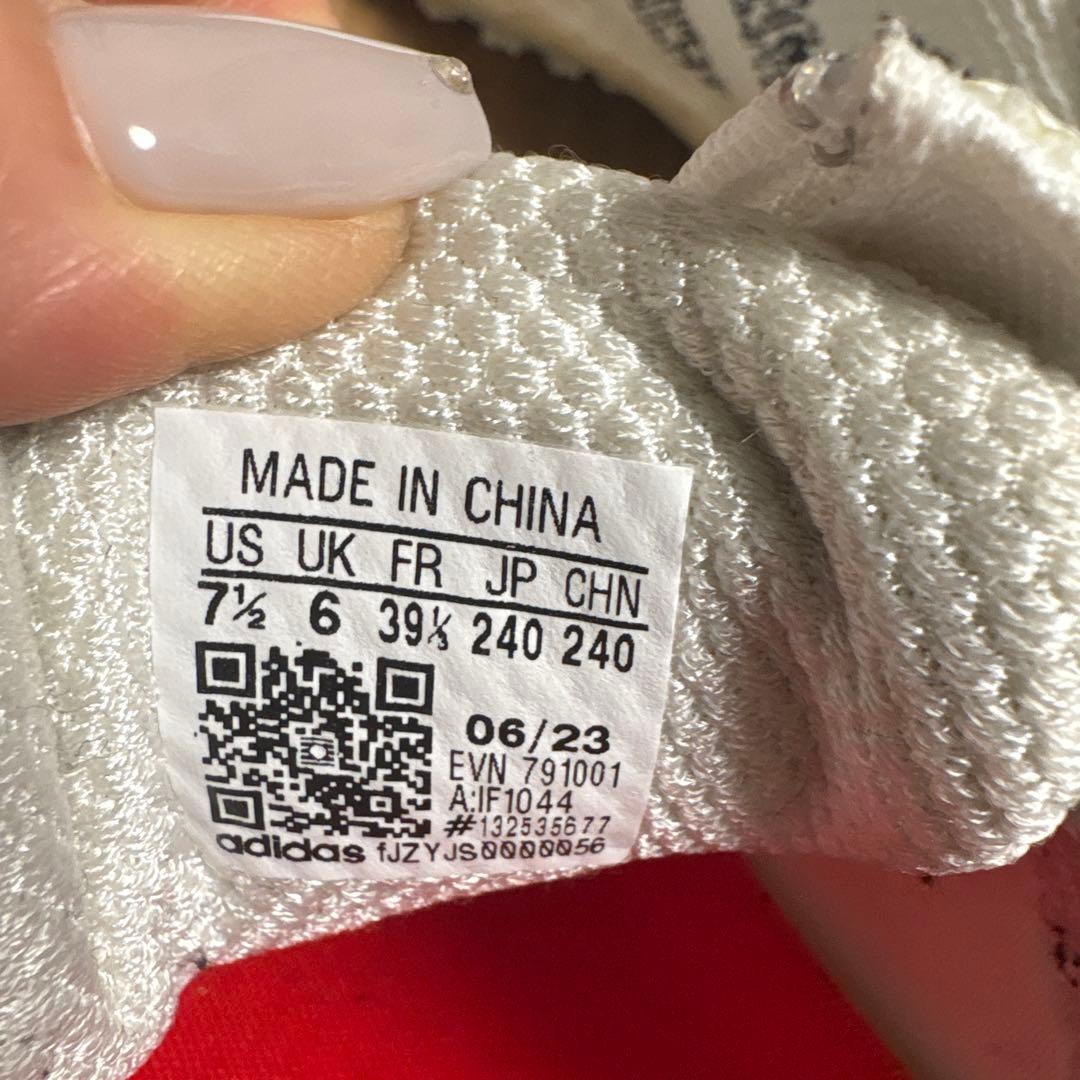 MADE IN CHINA
US UK FR JP CHN
7½ 6 39⅓ 240 240
06/23
EVN 791001
A:IF1044
#132535677
adidas fJZYJS0000056